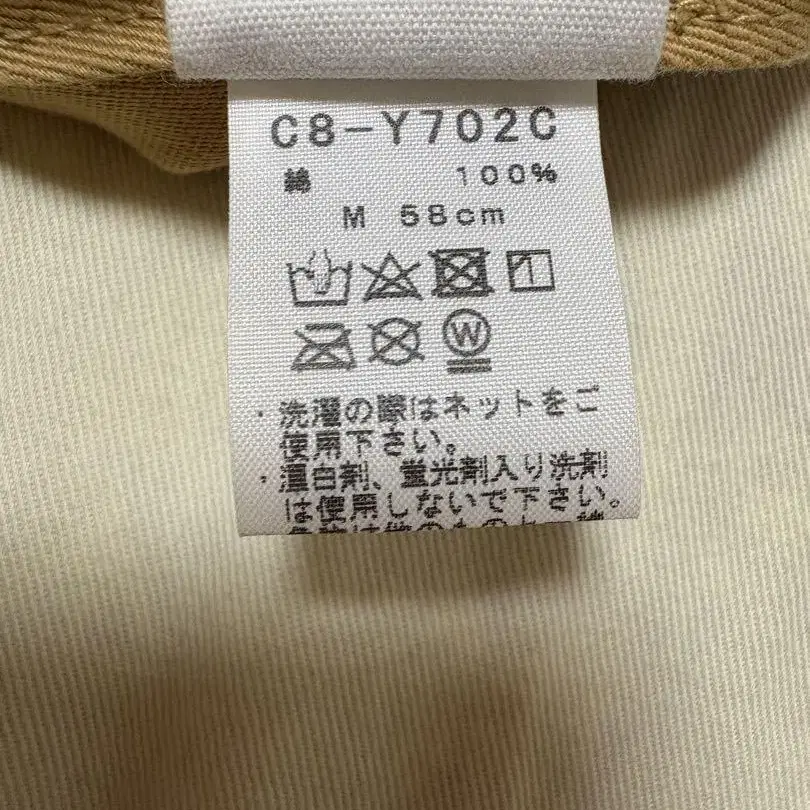 C8-Y702C
綿 100%
M 58cm
W
・洗濯の際はネットをご
使用下さい。
・漂白剤、蛍光剤入り洗剤
は使用しないで下さい。